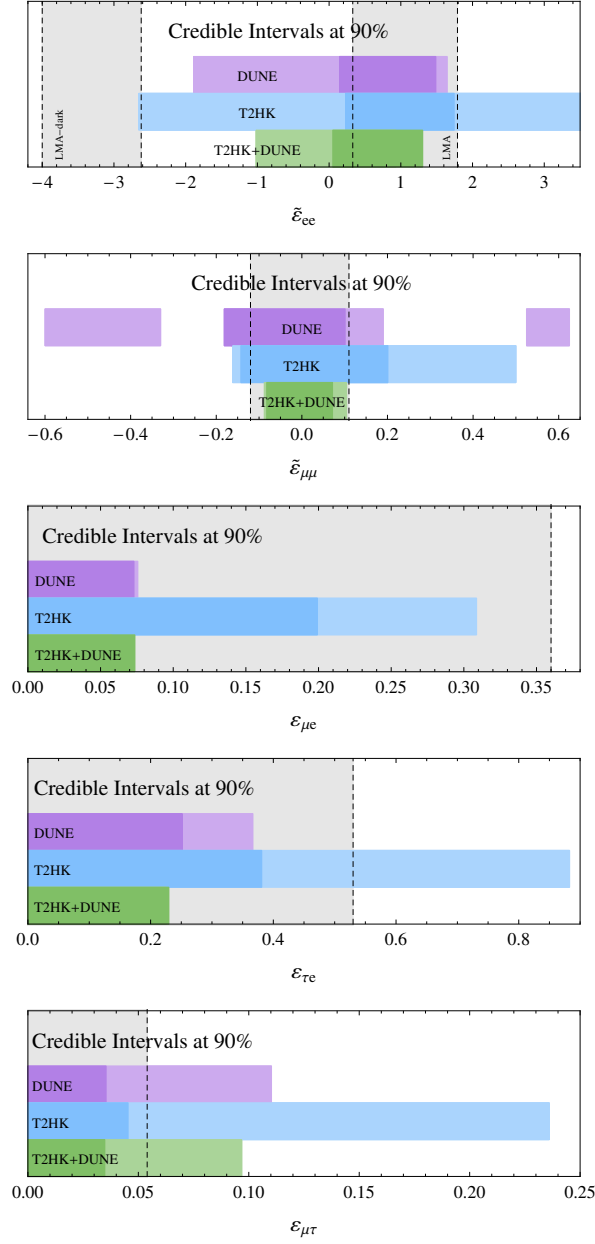 Credible Intervals at 90%
DUNE
T2HK
T2HK+DUNE
LMA-dark
LMA
−4 −3 −2 −1 0 1 2 3
ε̃ee
Credible Intervals at 90%
DUNE
T2HK
T2HK+DUNE
−0.6 −0.4 −0.2 0.0 0.2 0.4 0.6
ε̃μμ
Credible Intervals at 90%
DUNE
T2HK
T2HK+DUNE
0.00 0.05 0.10 0.15 0.20 0.25 0.30 0.35
εμe
Credible Intervals at 90%
DUNE
T2HK
T2HK+DUNE
0.0 0.2 0.4 0.6 0.8
ετe
Credible Intervals at 90%
DUNE
T2HK
T2HK+DUNE
0.00 0.05 0.10 0.15 0.20 0.25
εμτ